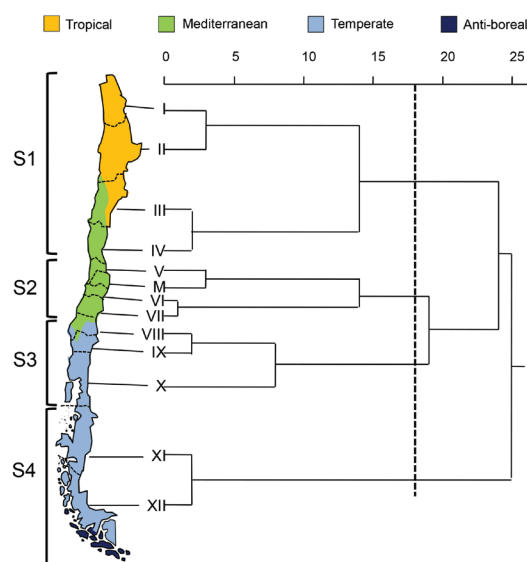 Tropical Mediterranean Temperate Anti-boreal
0 5 10 15 20 25
S1
I
II
III
IV
S2
V
M
VI
VII
S3
VIII
IX
X
S4
XI
XII